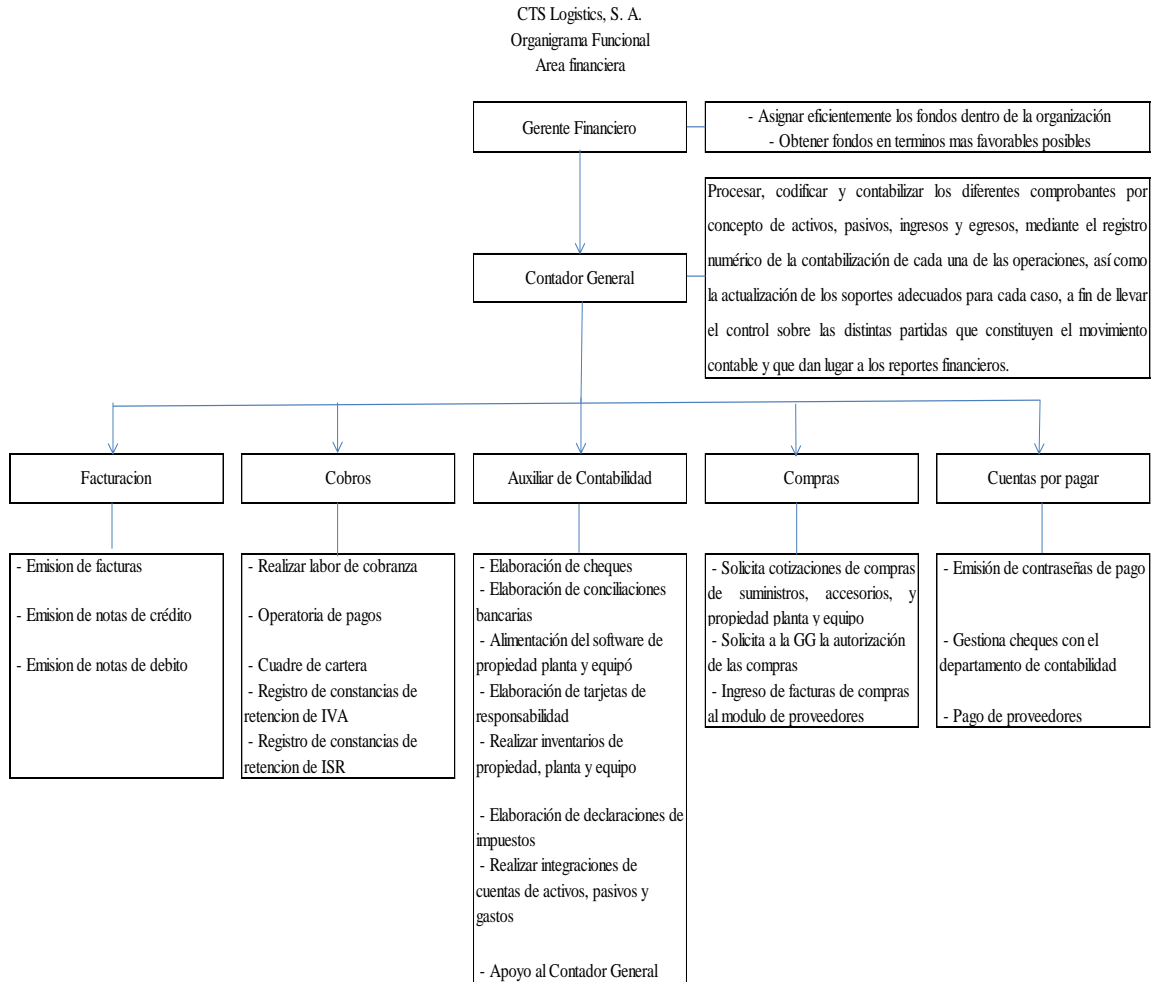 CTS Logistics, S. A.
Organigrama Funcional
Area financiera
Gerente Financiero
- Asignar eficientemente los fondos dentro de la organización
- Obtener fondos en terminos mas favorables posibles
Contador General
Procesar, codificar y contabilizar los diferentes comprobantes por
concepto de activos, pasivos, ingresos y egresos, mediante el registro
numérico de la contabilización de cada una de las operaciones, así como
la actualización de los soportes adecuados para cada caso, a fin de llevar
el control sobre las distintas partidas que constituyen el movimiento
contable y que dan lugar a los reportes financieros.
Facturacion
- Emision de facturas
- Emision de notas de crédito
- Emision de notas de debito
Cobros
- Realizar labor de cobranza
- Operatoria de pagos
- Cuadre de cartera
- Registro de constancias de
retencion de IVA
- Registro de constancias de
retencion de ISR
Auxiliar de Contabilidad
- Elaboración de cheques
- Elaboración de conciliaciones
bancarias
- Alimentación del software de
propiedad planta y equipó
- Elaboración de tarjetas de
responsabilidad
- Realizar inventarios de
propiedad, planta y equipo
- Elaboración de declaraciones de
impuestos
- Realizar integraciones de
cuentas de activos, pasivos y
gastos
- Apoyo al Contador General
Compras
- Solicita cotizaciones de compras
de suministros, accesorios, y
propiedad planta y equipo
- Solicita a la GG la autorización
de las compras
- Ingreso de facturas de compras
al modulo de proveedores
Cuentas por pagar
- Emisión de contraseñas de pago
- Gestiona cheques con el
departamento de contabilidad
- Pago de proveedores